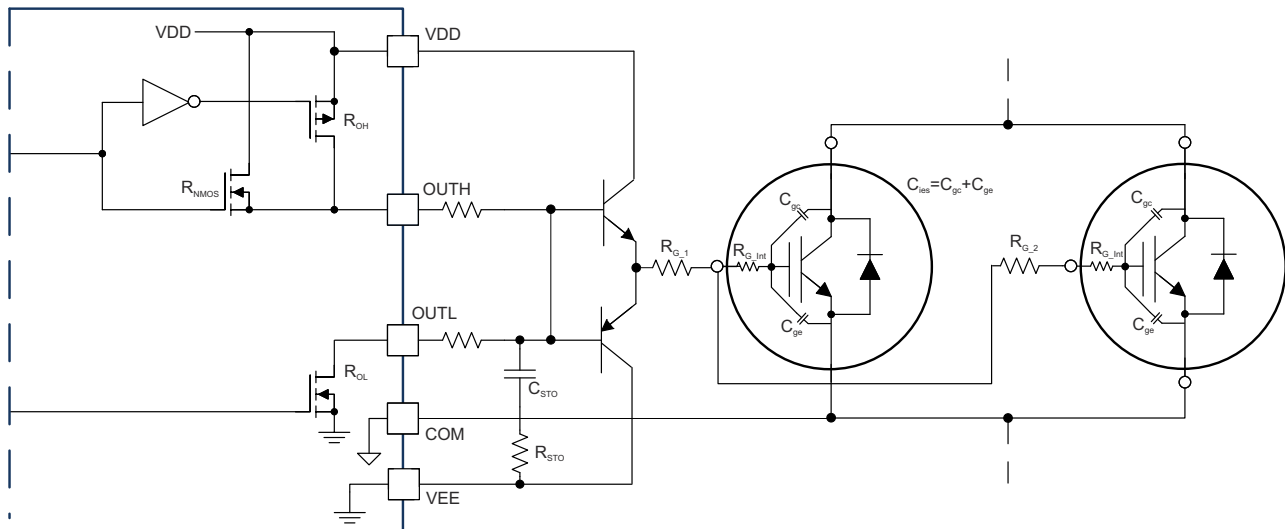 VDD
VDD
R_OH
R_NMOS
OUTH
C_gc
C_ies=C_gc+C_ge
C_gc
R_G_1
R_G_Int
R_G_2
R_G_Int
C_ge
C_ge
OUTL
R_OL
C_STO
COM
R_STO
VEE